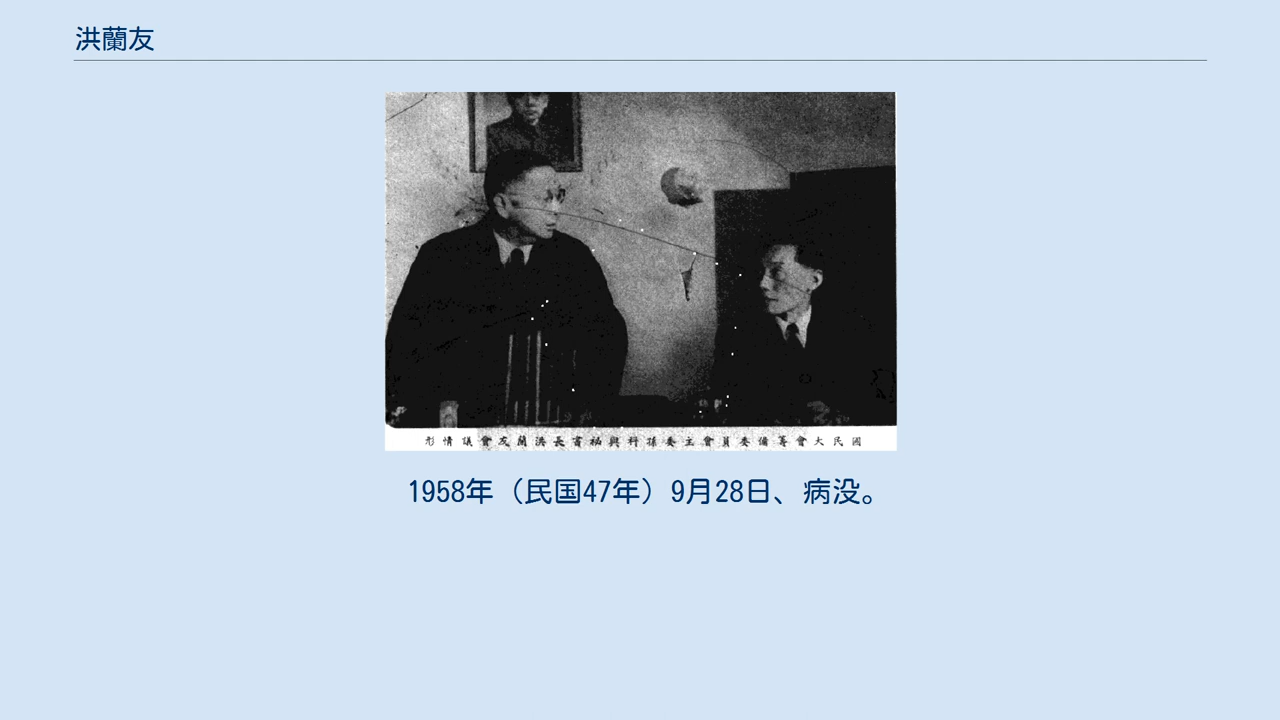 洪蘭友
國民大會籌備委員會主委孫科與祕書長洪蘭友會議情形
1958年（民国47年）9月28日、病没。